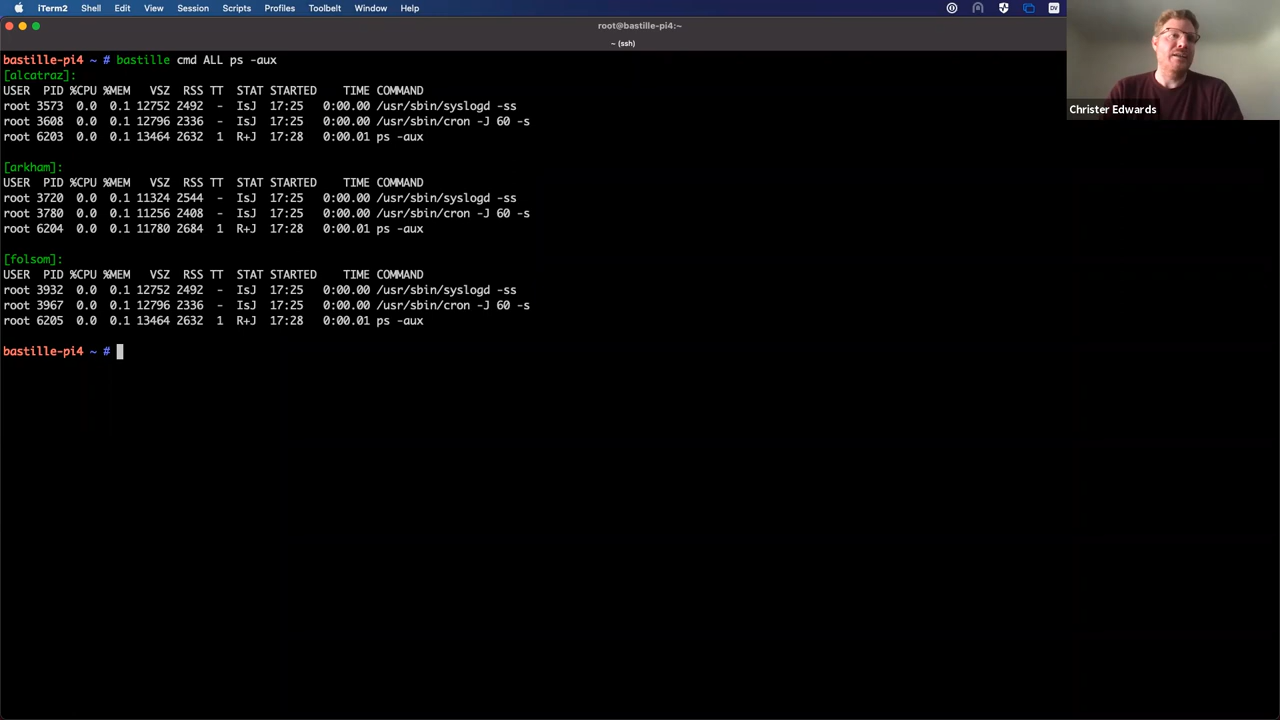 iTerm2 Shell Edit View Session Scripts Profiles Toolbelt Window Help
root@bastille-pi4:~
~ (ssh)
bastille-pi4 ~ # bastille cmd ALL ps -aux
[alcatraz]:
USER PID %CPU %MEM VSZ RSS TT STAT STARTED TIME COMMAND
root 3573 0.0 0.1 12752 2492 - IsJ 17:25 0:00.00 /usr/sbin/syslogd -ss
root 3608 0.0 0.1 12796 2336 - IsJ 17:25 0:00.00 /usr/sbin/cron -J 60 -s
root 6203 0.0 0.1 13464 2632 1 R+J 17:28 0:00.01 ps -aux
[arkham]:
USER PID %CPU %MEM VSZ RSS TT STAT STARTED TIME COMMAND
root 3720 0.0 0.1 11324 2544 - IsJ 17:25 0:00.00 /usr/sbin/syslogd -ss
root 3780 0.0 0.1 11256 2408 - IsJ 17:25 0:00.00 /usr/sbin/cron -J 60 -s
root 6204 0.0 0.1 11780 2684 1 R+J 17:28 0:00.01 ps -aux
[folsom]:
USER PID %CPU %MEM VSZ RSS TT STAT STARTED TIME COMMAND
root 3932 0.0 0.1 12752 2492 - IsJ 17:25 0:00.00 /usr/sbin/syslogd -ss
root 3967 0.0 0.1 12796 2336 - IsJ 17:25 0:00.00 /usr/sbin/cron -J 60 -s
root 6205 0.0 0.1 13464 2632 1 R+J 17:28 0:00.01 ps -aux
bastille-pi4 ~ #
DV
Christer Edwards